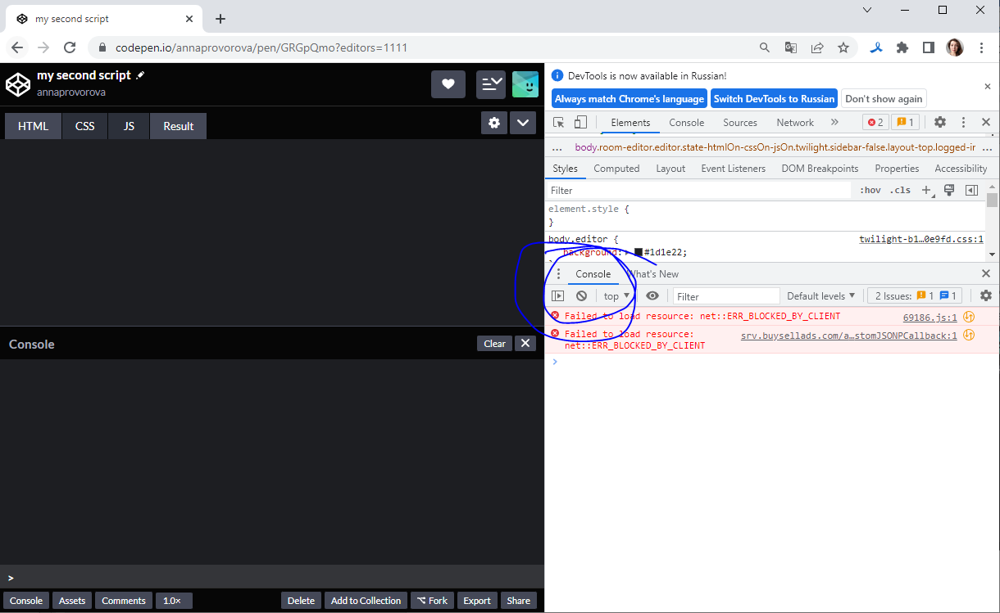 my second script
codepen.io/annaprovorova/pen/GRGpQmo?editors=1111
my second script
annaprovorova
HTML CSS JS Result
Console Clear
>
Console Assets Comments 1.0× Delete Add to Collection Fork Export Share
DevTools is now available in Russian!
Always match Chrome's language Switch DevTools to Russian Don't show again
Elements Console Sources Network » 2 1
... body.room-editor.editor.state-htmlOn-cssOn-jsOn.twilight.sidebar-false.layout-top.logged-ir ...
Styles Computed Layout Event Listeners DOM Breakpoints Properties Accessibility
Filter :hov .cls +
element.style {
}
body.editor { twilight-b1…0e9fd.css:1
background: #1d1e22;
Console What's New
top Filter Default levels 2 Issues: 1 1
Failed to load resource: net::ERR_BLOCKED_BY_CLIENT 69186.js:1
Failed to load resource: srv.buysellads.com/a…stomJSONPCallback:1
net::ERR_BLOCKED_BY_CLIENT